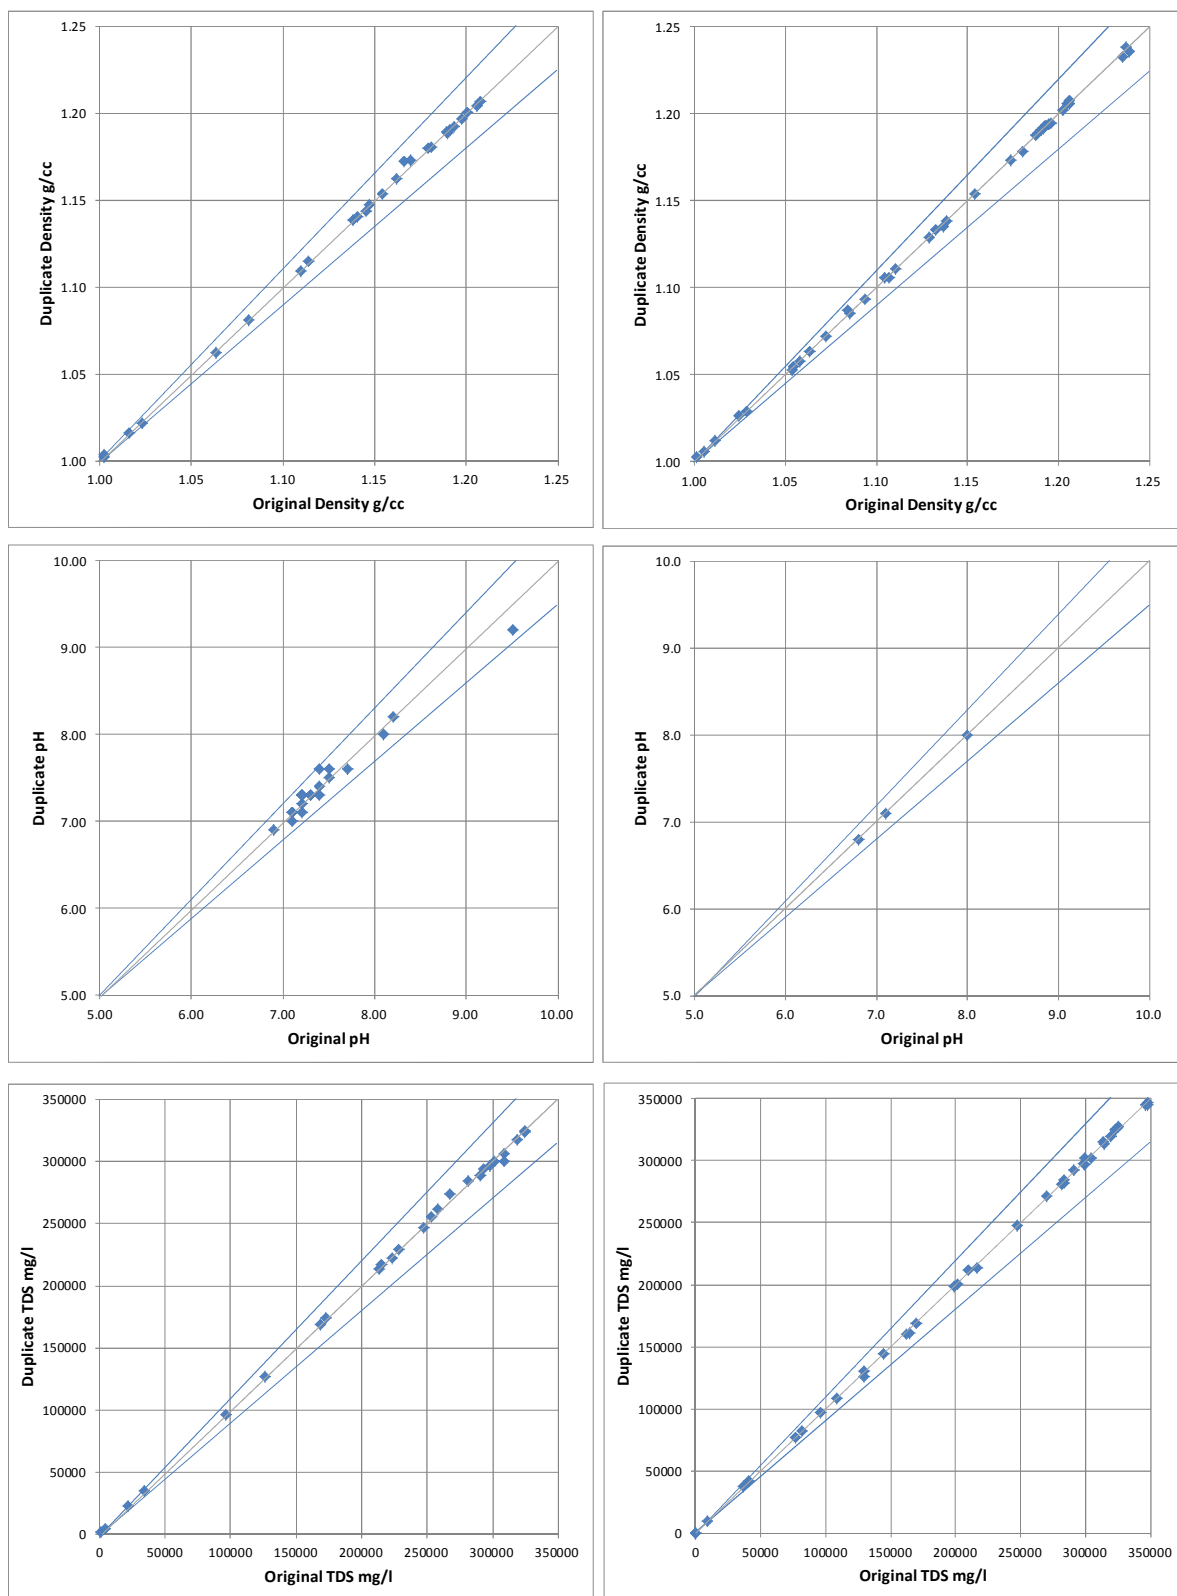 1.25
1.20
1.15
1.10
1.05
1.00
Duplicate Density g/cc
1.00 1.05 1.10 1.15 1.20 1.25
Original Density g/cc
1.25
1.20
1.15
1.10
1.05
1.00
Duplicate Density g/cc
1.00 1.05 1.10 1.15 1.20 1.25
Original Density g/cc
10.00
9.00
8.00
7.00
6.00
5.00
Duplicate pH
5.00 6.00 7.00 8.00 9.00 10.00
Original pH
10.0
9.0
8.0
7.0
6.0
5.0
Duplicate pH
5.0 6.0 7.0 8.0 9.0 10.0
Original pH
350000
300000
250000
200000
150000
100000
50000
0
Duplicate TDS mg/l
0 50000 100000 150000 200000 250000 300000 350000
Original TDS mg/l
350000
300000
250000
200000
150000
100000
50000
0
Duplicate TDS mg/l
0 50000 100000 150000 200000 250000 300000 350000
Original TDS mg/l